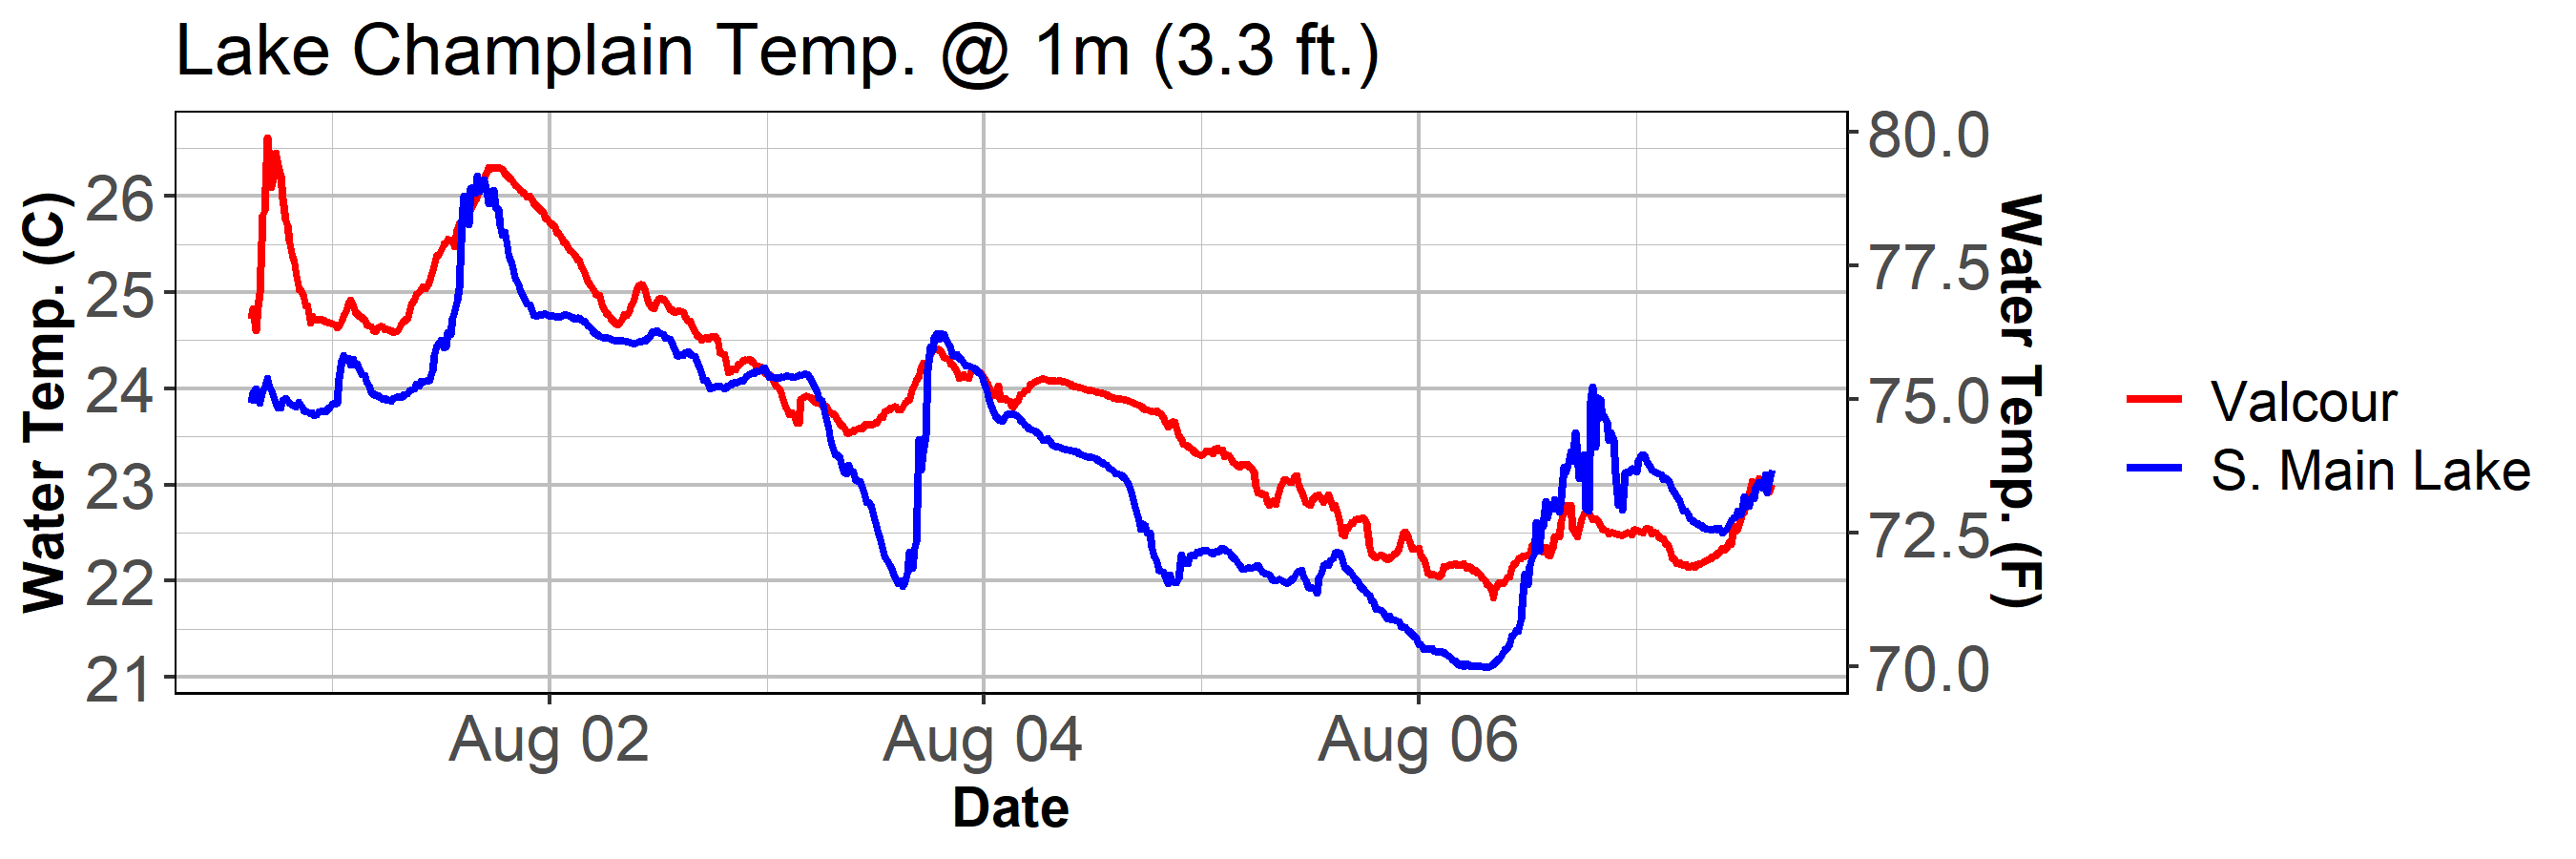 Lake Champlain Temp. @ 1m (3.3 ft.)
Water Temp. (C)
26
25
24
23
22
21
80.0
77.5
75.0
72.5
70.0
Water Temp. (F)
Aug 02
Aug 04
Aug 06
Date
Valcour
S. Main Lake